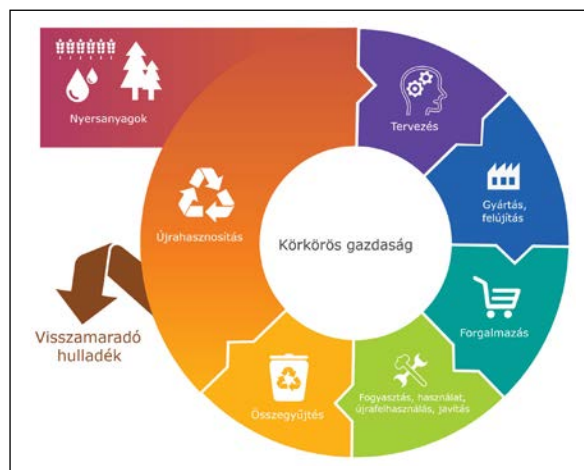 Nyersanyagok
Tervezés
Gyártás,
felújítás
Újrahasznosítás
Körkörös gazdaság
Forgalmazás
Visszamaradó
hulladék
Összegyűjtés
Fogyasztás, használat,
újrafelhasználás, javítás